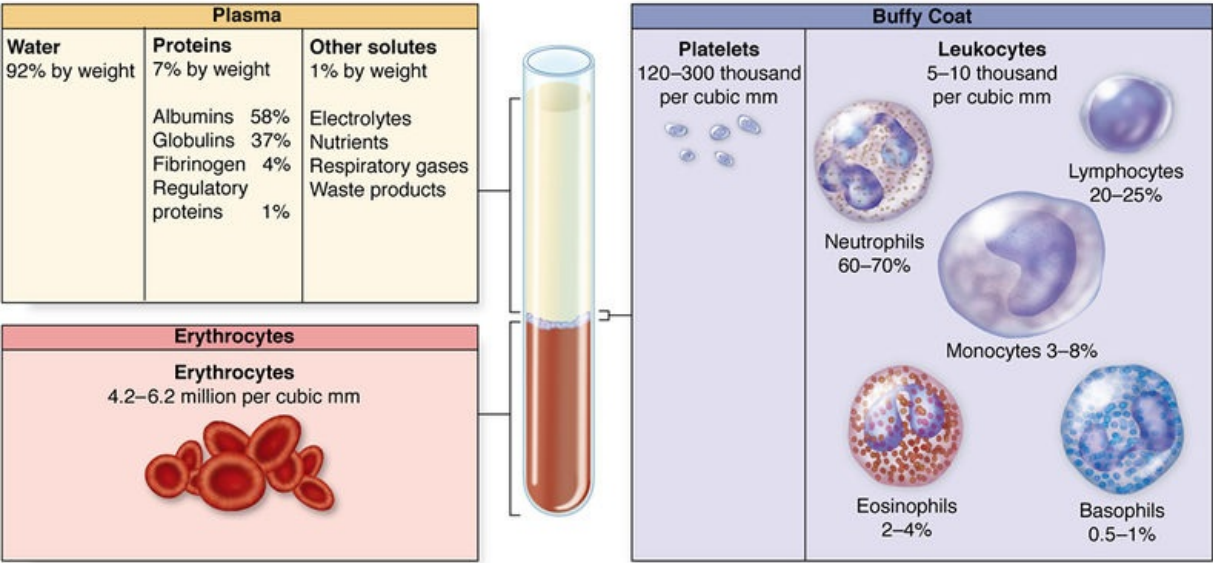 Plasma
Water
92% by weight
Proteins
7% by weight
Albumins 58%
Globulins 37%
Fibrinogen 4%
Regulatory
proteins 1%
Other solutes
1% by weight
Electrolytes
Nutrients
Respiratory gases
Waste products
Erythrocytes
Erythrocytes
4.2–6.2 million per cubic mm
Buffy Coat
Platelets
120–300 thousand
per cubic mm
Leukocytes
5–10 thousand
per cubic mm
Neutrophils
60–70%
Lymphocytes
20–25%
Monocytes 3–8%
Eosinophils
2–4%
Basophils
0.5–1%